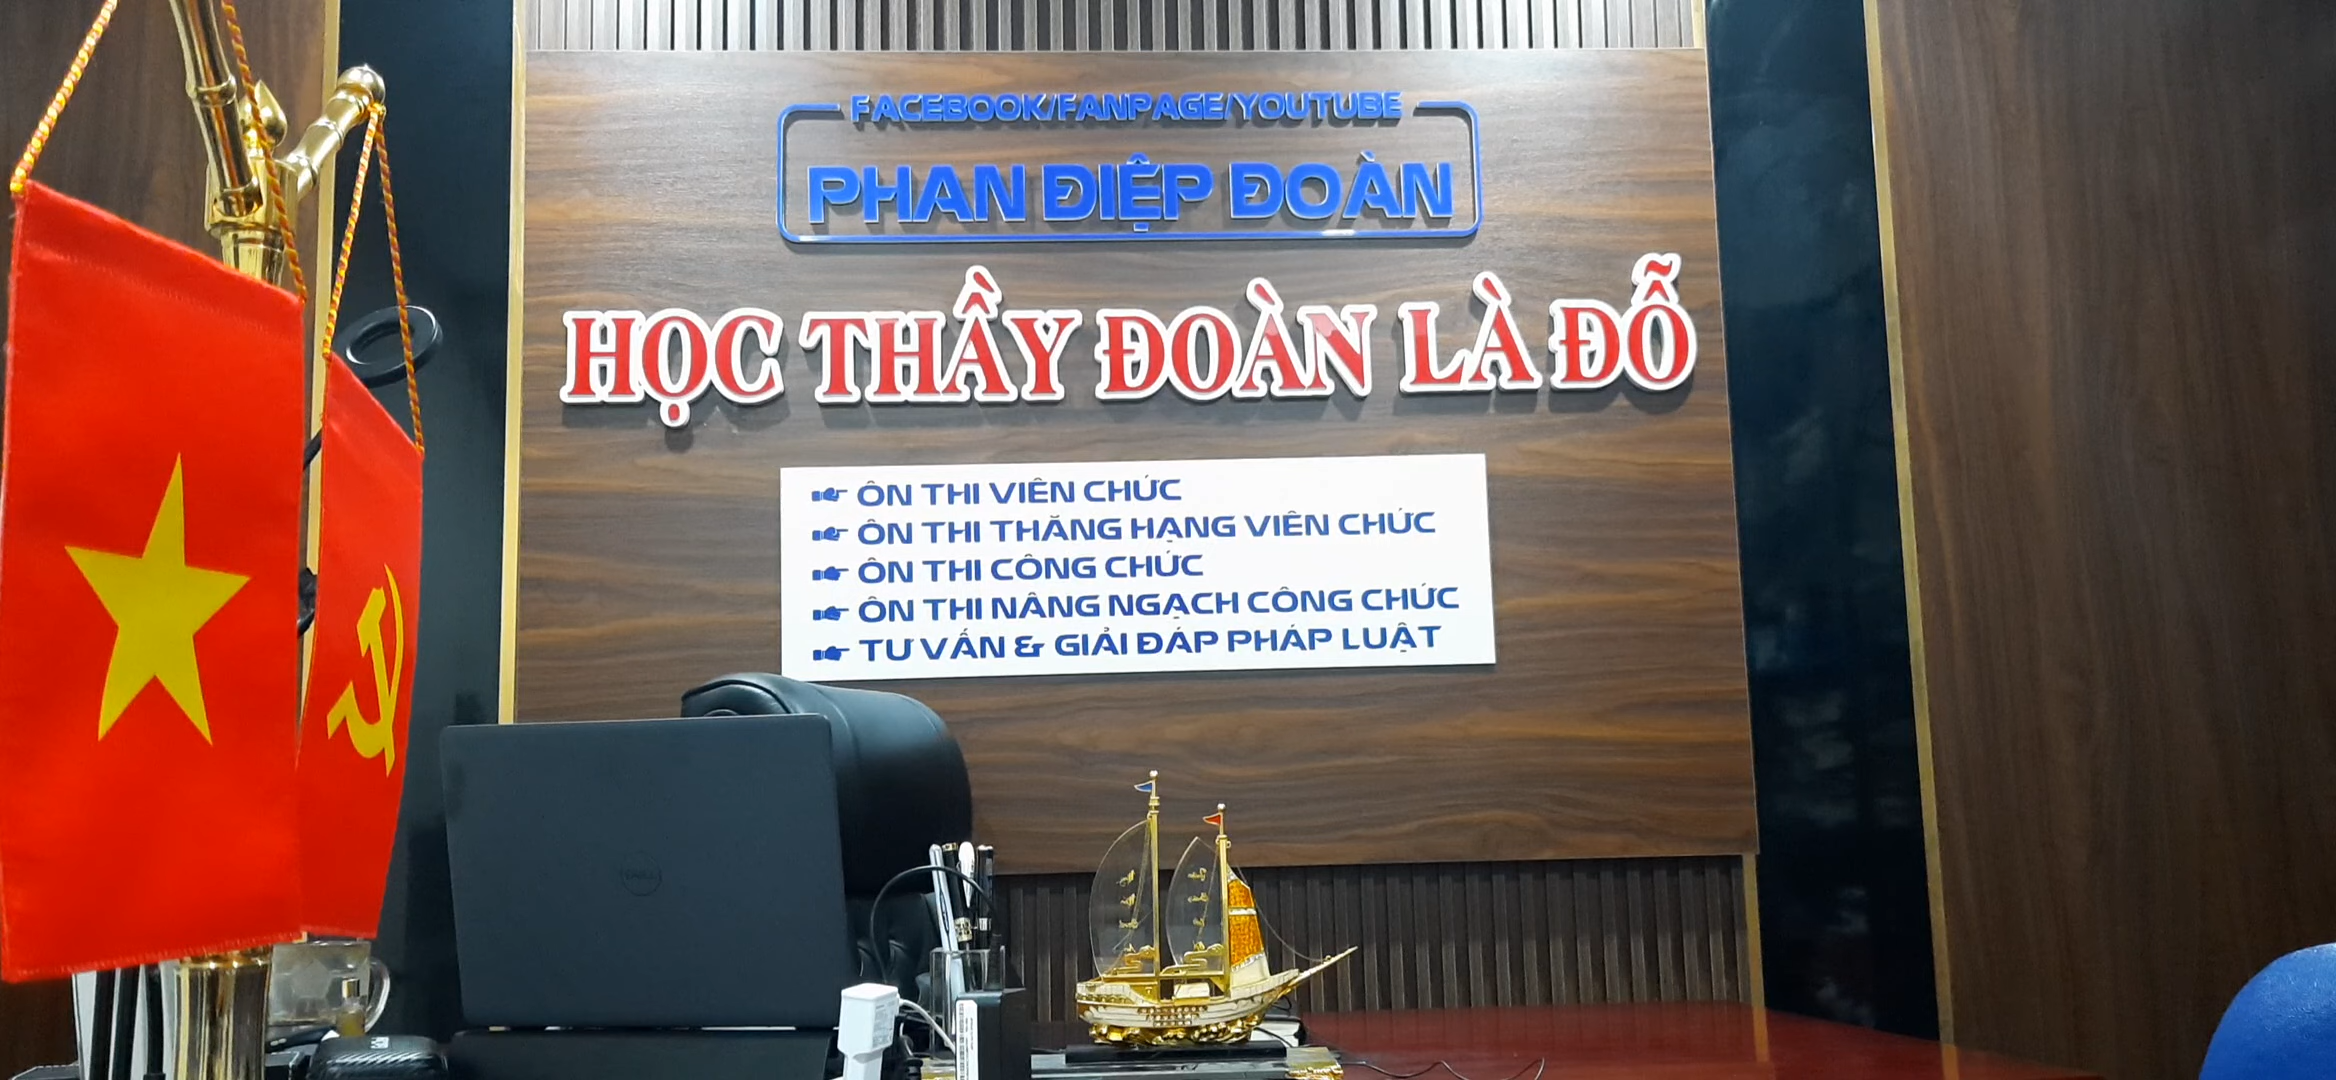 FACEBOOK/FANPAGE/YOUTUBE
PHAN ĐIỆP ĐOÀN
HỌC THẦY ĐOÀN LÀ ĐỖ
ÔN THI VIÊN CHỨC
ÔN THI THĂNG HẠNG VIÊN CHỨC
ÔN THI CÔNG CHỨC
ÔN THI NÂNG NGẠCH CÔNG CHỨC
TƯ VẤN & GIẢI ĐÁP PHÁP LUẬT
DELL